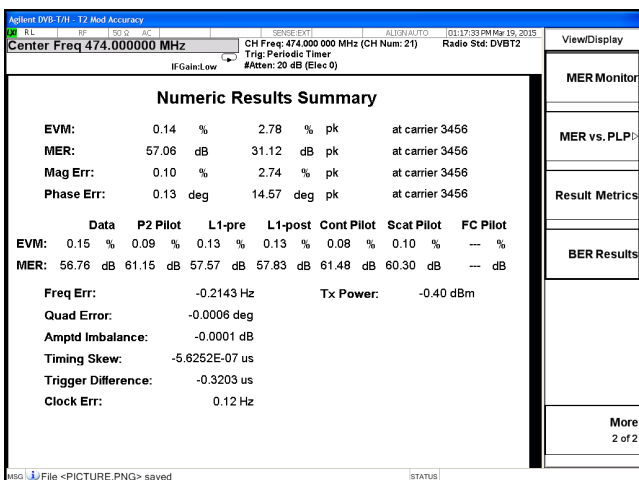 Agilent DVB-T/H - T2 Mod Accuracy
LXI RL RF 50 Ω AC SENSE:EXT ALIGN AUTO 01:17:33 PM Mar 19, 2015
Center Freq 474.000000 MHz CH Freq: 474.000 000 MHz (CH Num: 21) Radio Std: DVBT2
Trig: Periodic Timer
IFGain:Low #Atten: 20 dB (Elec 0)
View/Display
Numeric Results Summary
EVM: 0.14 % 2.78 % pk at carrier 3456
MER: 57.06 dB 31.12 dB pk at carrier 3456
Mag Err: 0.10 % 2.74 % pk at carrier 3456
Phase Err: 0.13 deg 14.57 deg pk at carrier 3456
Data P2 Pilot L1-pre L1-post Cont Pilot Scat Pilot FC Pilot
EVM: 0.15 % 0.09 % 0.13 % 0.13 % 0.08 % 0.10 % --- %
MER: 56.76 dB 61.15 dB 57.57 dB 57.83 dB 61.48 dB 60.30 dB --- dB
Freq Err: -0.2143 Hz Tx Power: -0.40 dBm
Quad Error: -0.0006 deg
Amptd Imbalance: -0.0001 dB
Timing Skew: -5.6252E-07 us
Trigger Difference: -0.3203 us
Clock Err: 0.12 Hz
MER Monitor
MER vs. PLP
Result Metrics
BER Results
More
2 of 2
MSG File <PICTURE.PNG> saved STATUS